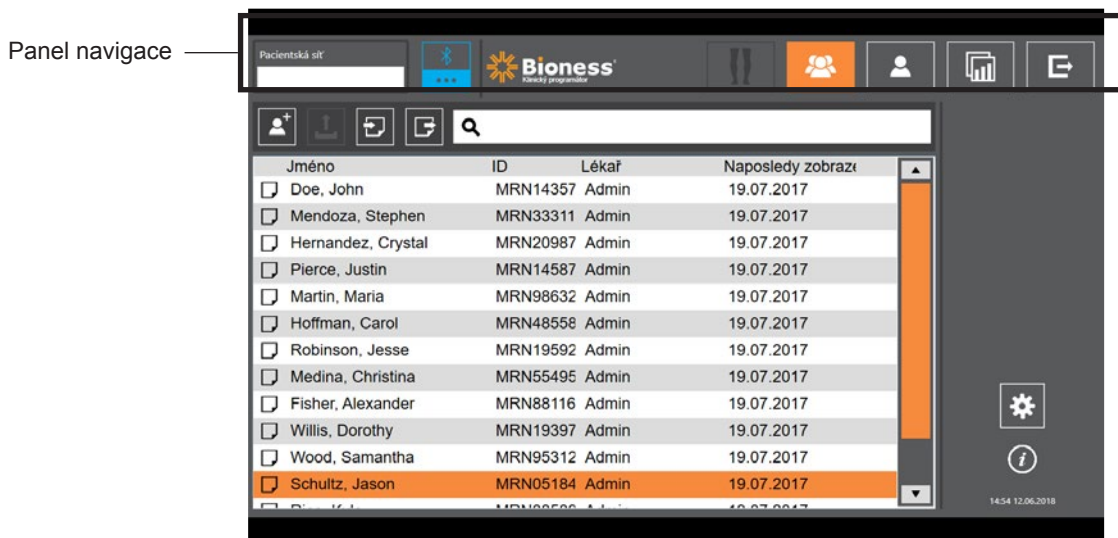 Panel navigace
Pacientská síť
Bioness
Klinický programátor
Jméno ID Lékař Naposledy zobraze
Doe, John MRN14357 Admin 19.07.2017
Mendoza, Stephen MRN33311 Admin 19.07.2017
Hernandez, Crystal MRN20987 Admin 19.07.2017
Pierce, Justin MRN14587 Admin 19.07.2017
Martin, Maria MRN98632 Admin 19.07.2017
Hoffman, Carol MRN48558 Admin 19.07.2017
Robinson, Jesse MRN19592 Admin 19.07.2017
Medina, Christina MRN55495 Admin 19.07.2017
Fisher, Alexander MRN88116 Admin 19.07.2017
Willis, Dorothy MRN19397 Admin 19.07.2017
Wood, Samantha MRN95312 Admin 19.07.2017
Schultz, Jason MRN05184 Admin 19.07.2017
14:54 12.06.2018